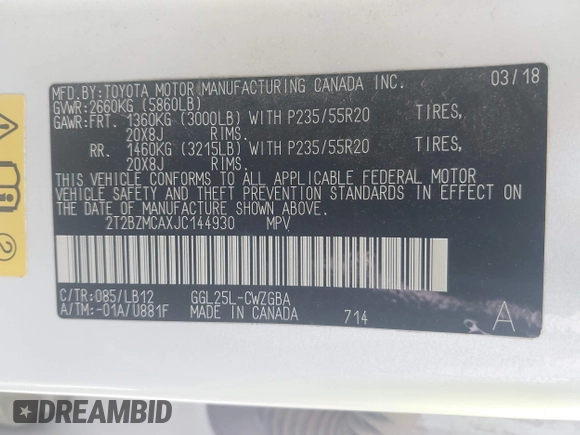 MFD.BY:TOYOTA MOTOR MANUFACTURING CANADA INC. 03/18
GVWR:2660KG (5860LB)
GAWR:FRT. 1360KG (3000LB) WITH P235/55R20 TIRES,
20X8J RIMS.
RR. 1460KG (3215LB) WITH P235/55R20 TIRES,
20X8J RIMS.
THIS VEHICLE CONFORMS TO ALL APPLICABLE FEDERAL MOTOR
VEHICLE SAFETY AND THEFT PREVENTION STANDARDS IN EFFECT ON
THE DATE OF MANUFACTURE SHOWN ABOVE.
2T2BZMCAXJC144930 MPV
C/TR:085/LB12 GGL25L-CWZGBA
A/TM:-01A/U881F MADE IN CANADA 714 A
2
DREAMBID